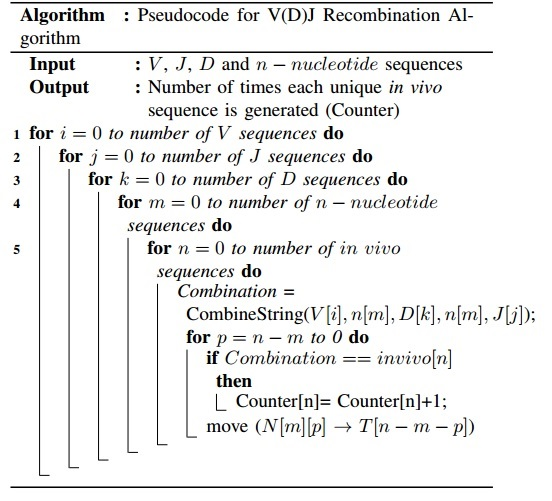 Algorithm : Pseudocode for V(D)J Recombination Al-
gorithm
Input : V, J, D and n − nucleotide sequences
Output : Number of times each unique in vivo
sequence is generated (Counter)
1 for i = 0 to number of V sequences do
2 for j = 0 to number of J sequences do
3 for k = 0 to number of D sequences do
4 for m = 0 to number of n − nucleotide
sequences do
5 for n = 0 to number of in vivo
sequences do
Combination =
CombineString(V[i], n[m], D[k], n[m], J[j]);
for p = n − m to 0 do
if Combination == invivo[n]
then
Counter[n]= Counter[n]+1;
move (N[m][p] → T[n − m − p])